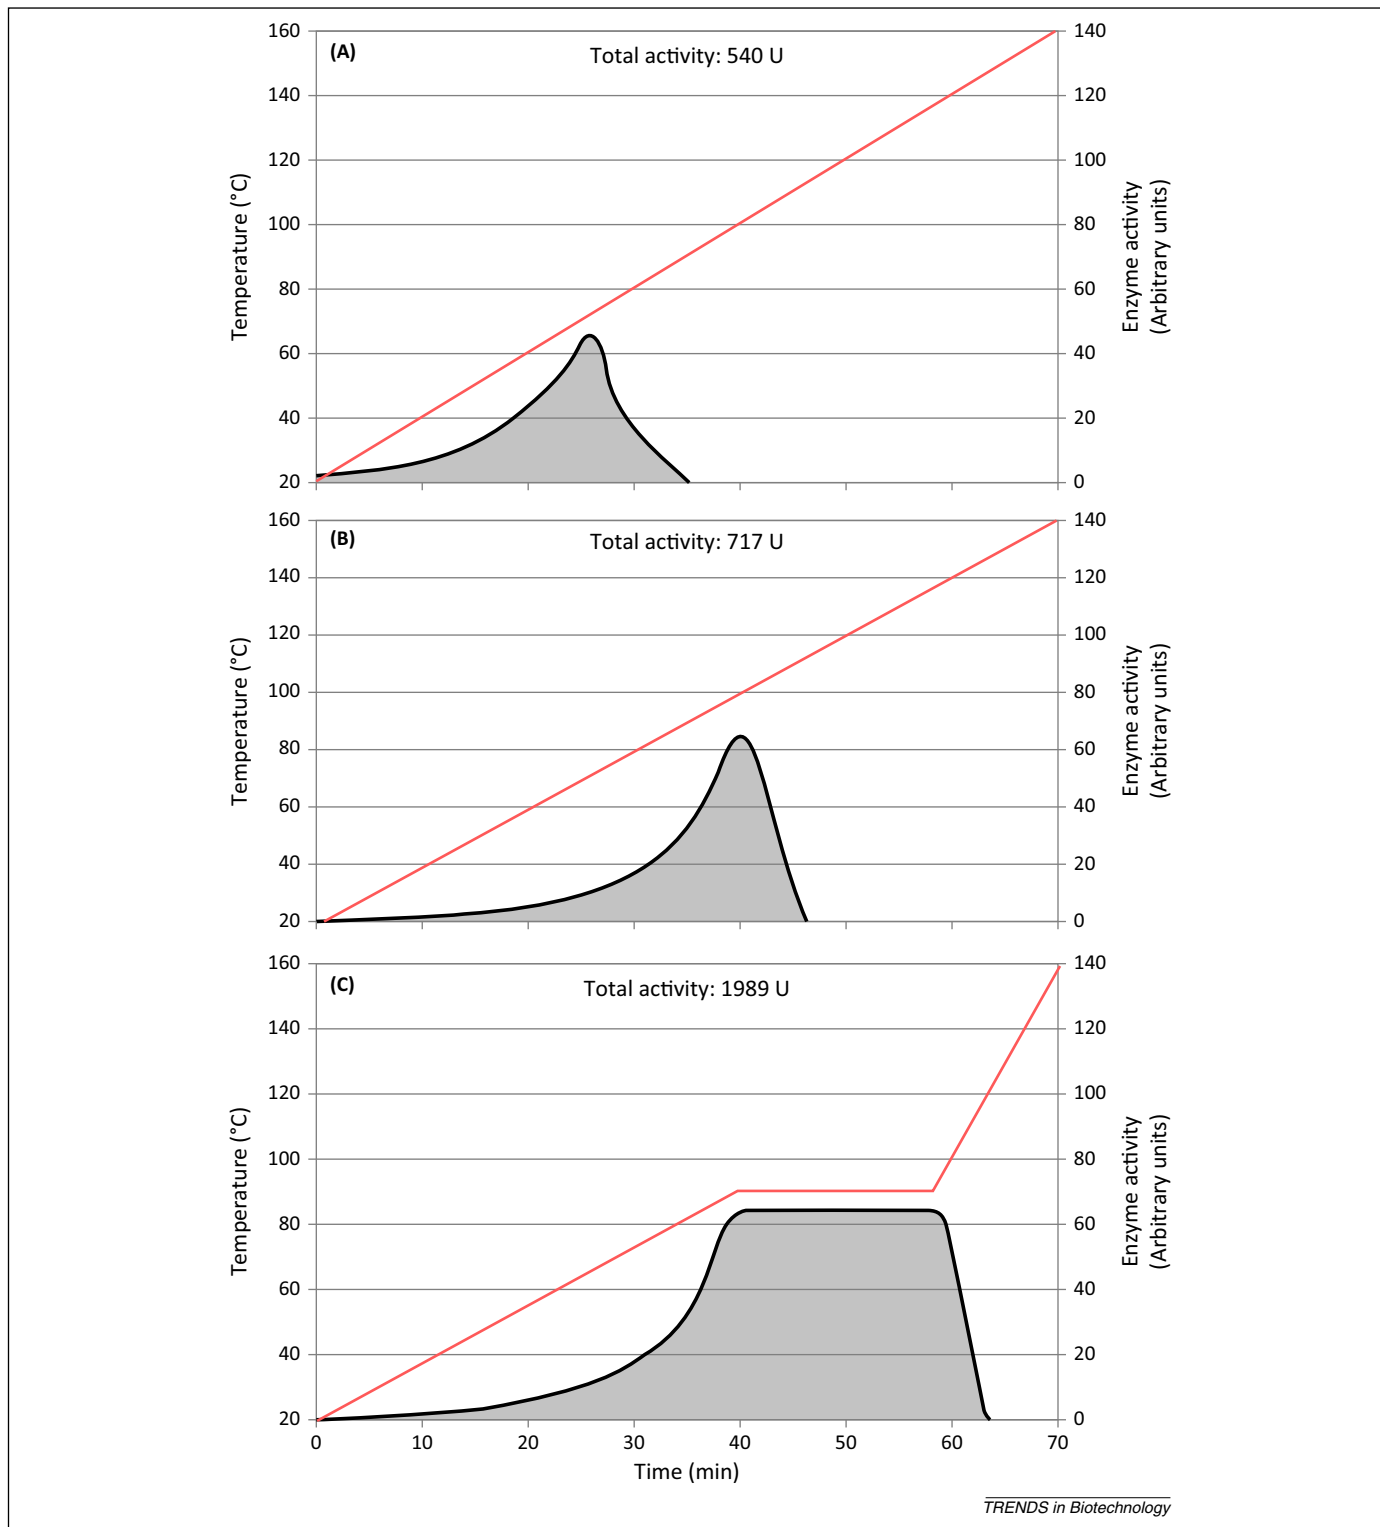 160
140
(A)
Total activity: 540 U
140
120
120
100
100
80
80
60
60
40
40
20
20
0
Temperature (°C)
Enzyme activity
(Arbitrary units)
160
140
(B)
Total activity: 717 U
140
120
120
100
100
80
80
60
60
40
40
20
20
0
Temperature (°C)
Enzyme activity
(Arbitrary units)
160
140
(C)
Total activity: 1989 U
140
120
120
100
100
80
80
60
60
40
40
20
20
0
Temperature (°C)
Enzyme activity
(Arbitrary units)
0 10 20 30 40 50 60 70
Time (min)
TRENDS in Biotechnology